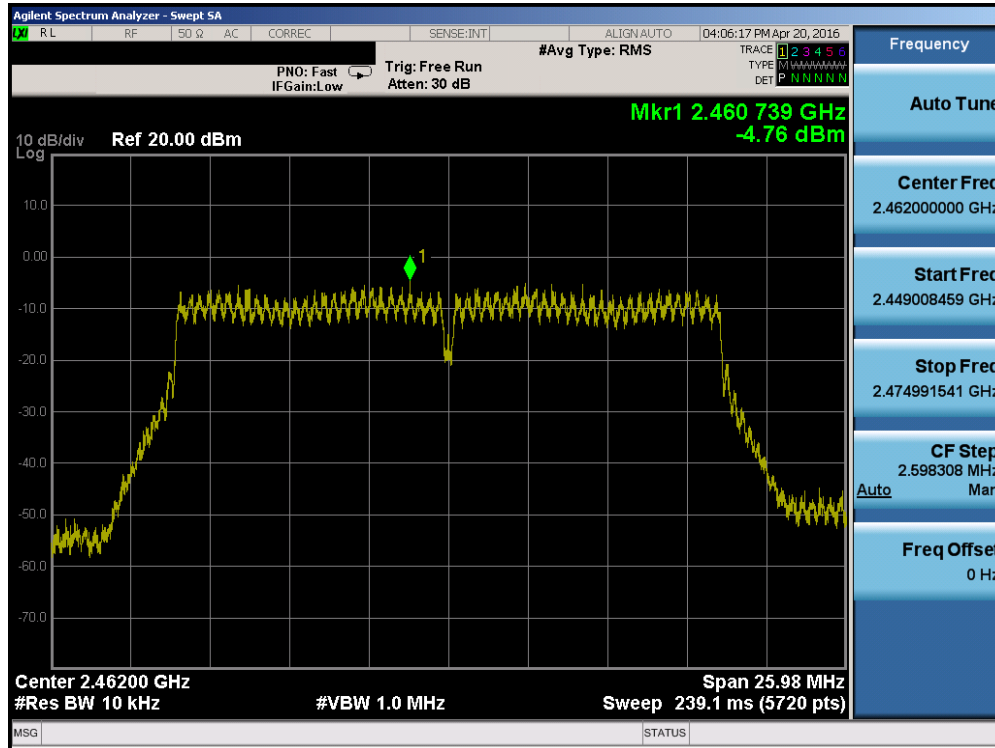 Agilent Spectrum Analyzer - Swept SA
LXI RL RF 50 Ω AC CORREC SENSE:INT ALIGN AUTO 04:06:17 PM Apr 20, 2016
#Avg Type: RMS
TRACE 1 2 3 4 5 6
PNO: Fast Trig: Free Run
TYPE M WWWWW
IFGain:Low Atten: 30 dB
DET P N N N N N
Mkr1 2.460 739 GHz
-4.76 dBm
10 dB/div Ref 20.00 dBm
Log
10.0
0.00
-10.0
-20.0
-30.0
-40.0
-50.0
-60.0
-70.0
1
Center 2.46200 GHz Span 25.98 MHz
#Res BW 10 kHz #VBW 1.0 MHz Sweep 239.1 ms (5720 pts)
MSG STATUS
Frequency
Auto Tune
Center Freq
2.462000000 GHz
Start Freq
2.449008459 GHz
Stop Freq
2.474991541 GHz
CF Step
2.598308 MHz
Auto Man
Freq Offset
0 Hz